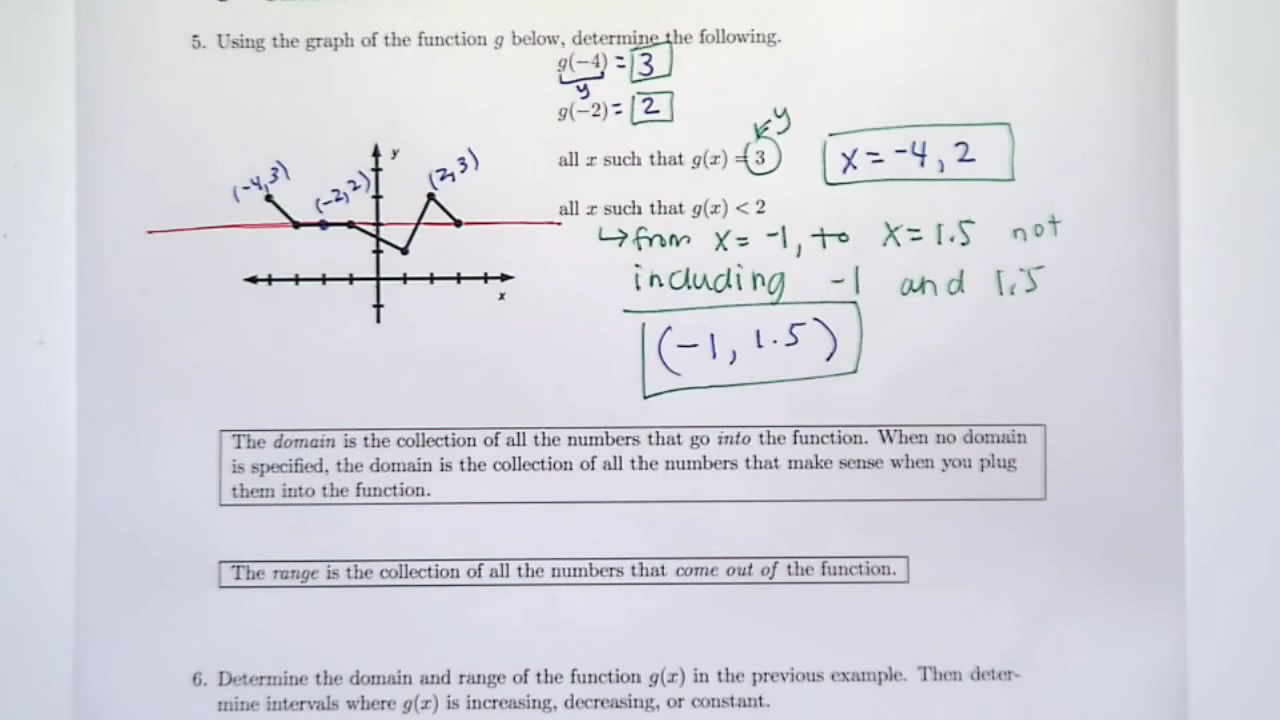 5. Using the graph of the function g below, determine the following.
g(−4) = 3
y
g(−2) = 2
y
all x such that g(x) = 3
x = -4, 2
all x such that g(x) < 2
↳ from x = -1, to x = 1.5 not
including -1 and 1.5
(-1, 1.5)
(-4, 3)
(-2, 2)
(2, 3)
y
x
The domain is the collection of all the numbers that go into the function. When no domain
is specified, the domain is the collection of all the numbers that make sense when you plug
them into the function.
The range is the collection of all the numbers that come out of the function.
6. Determine the domain and range of the function g(x) in the previous example. Then deter-
mine intervals where g(x) is increasing, decreasing, or constant.